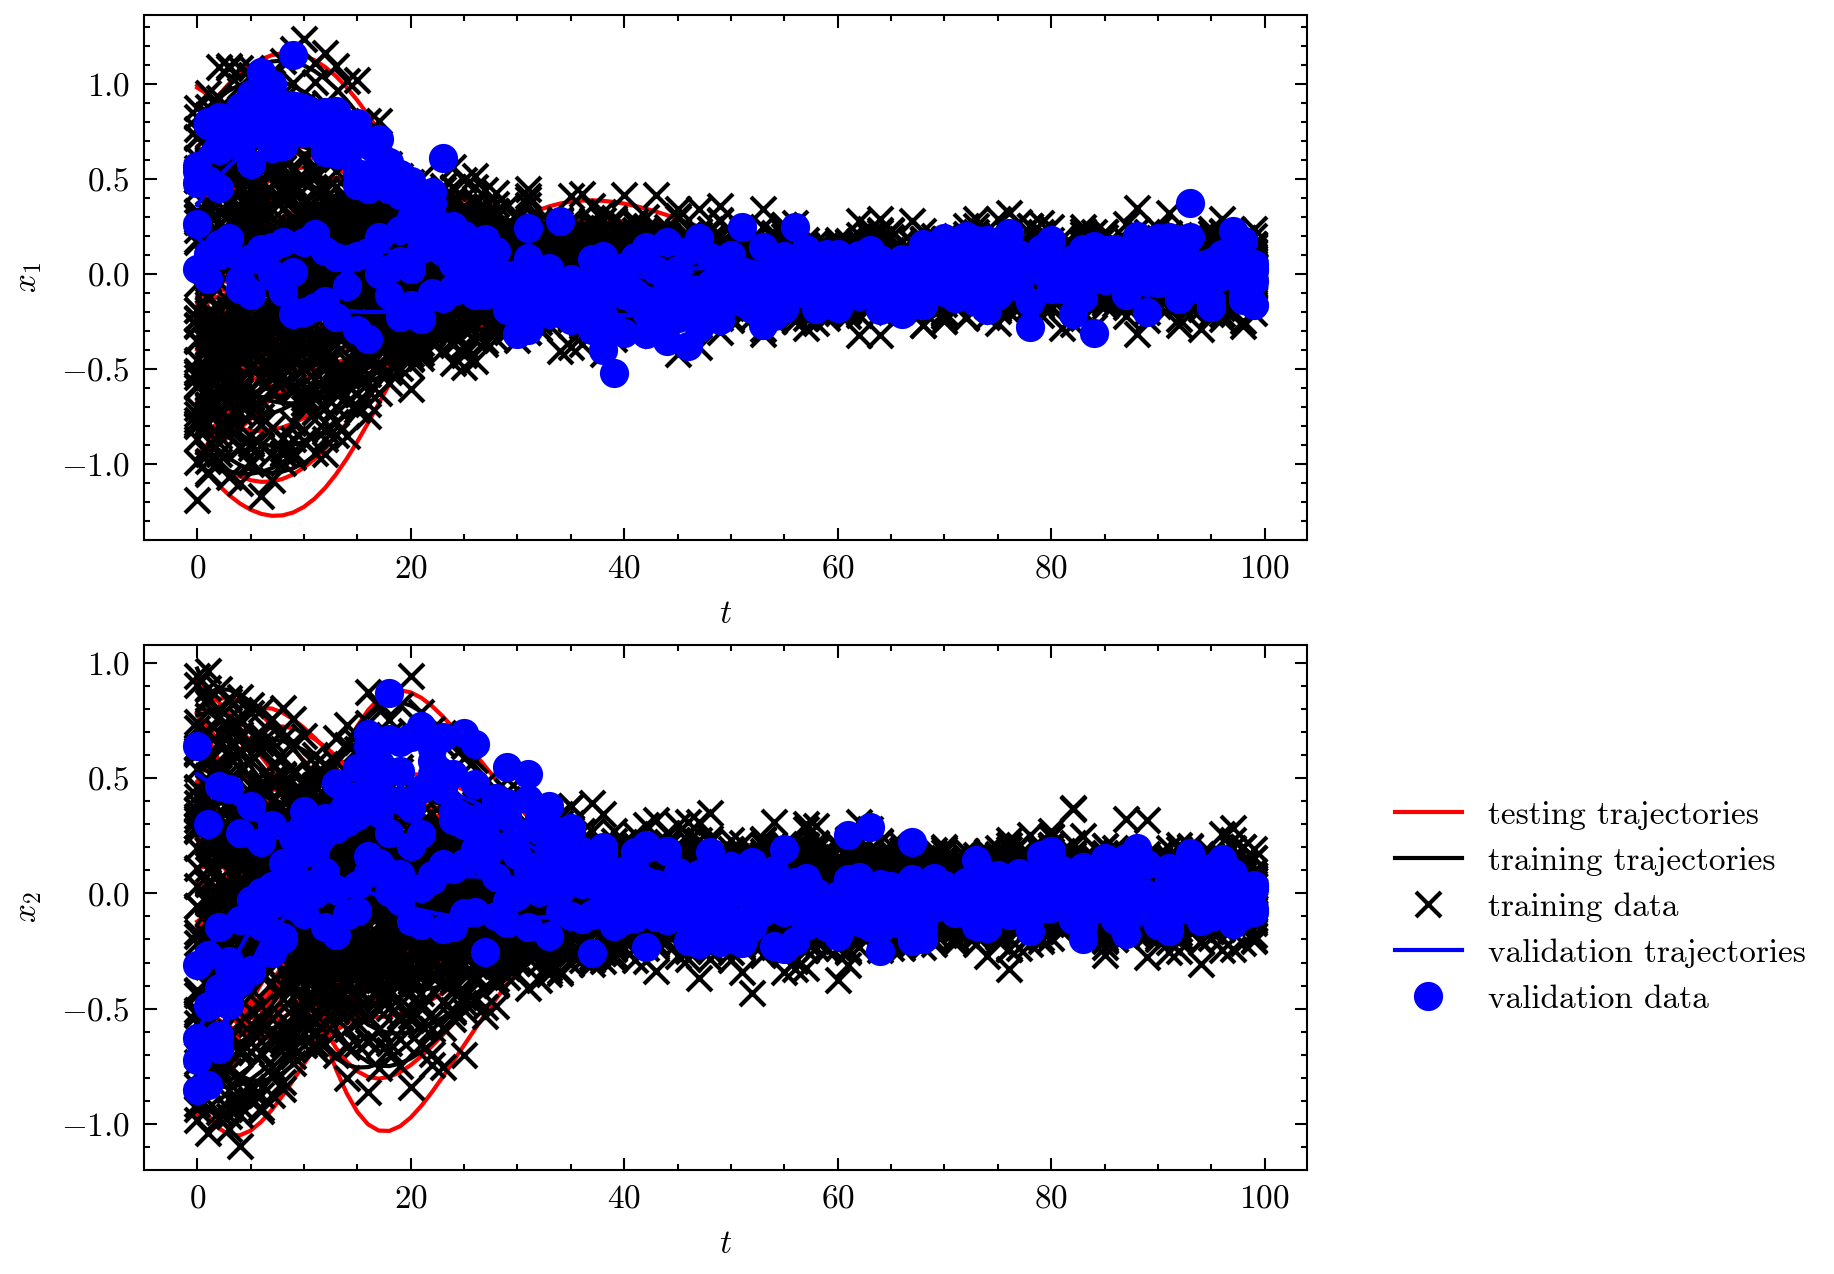 1.0
0.5
0.0
−0.5
−1.0
x₁
0 20 40 60 80 100
t
1.0
0.5
0.0
−0.5
−1.0
x₂
0 20 40 60 80 100
t
testing trajectories
training trajectories
training data
validation trajectories
validation data